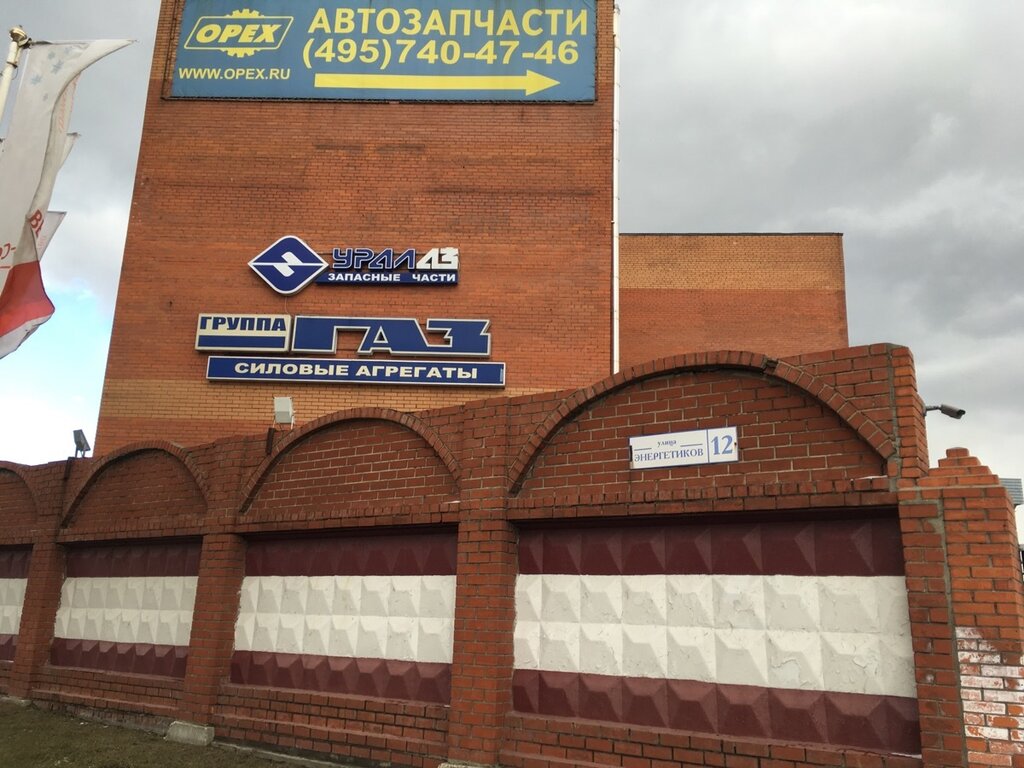 OPEX
АВТОЗАПЧАСТИ
(495)740-47-46
WWW.OPEX.RU
УРАЛАЗ
ЗАПАСНЫЕ ЧАСТИ
ГРУППА ГАЗ
СИЛОВЫЕ АГРЕГАТЫ
улица
ЭНЕРГЕТИКОВ 12